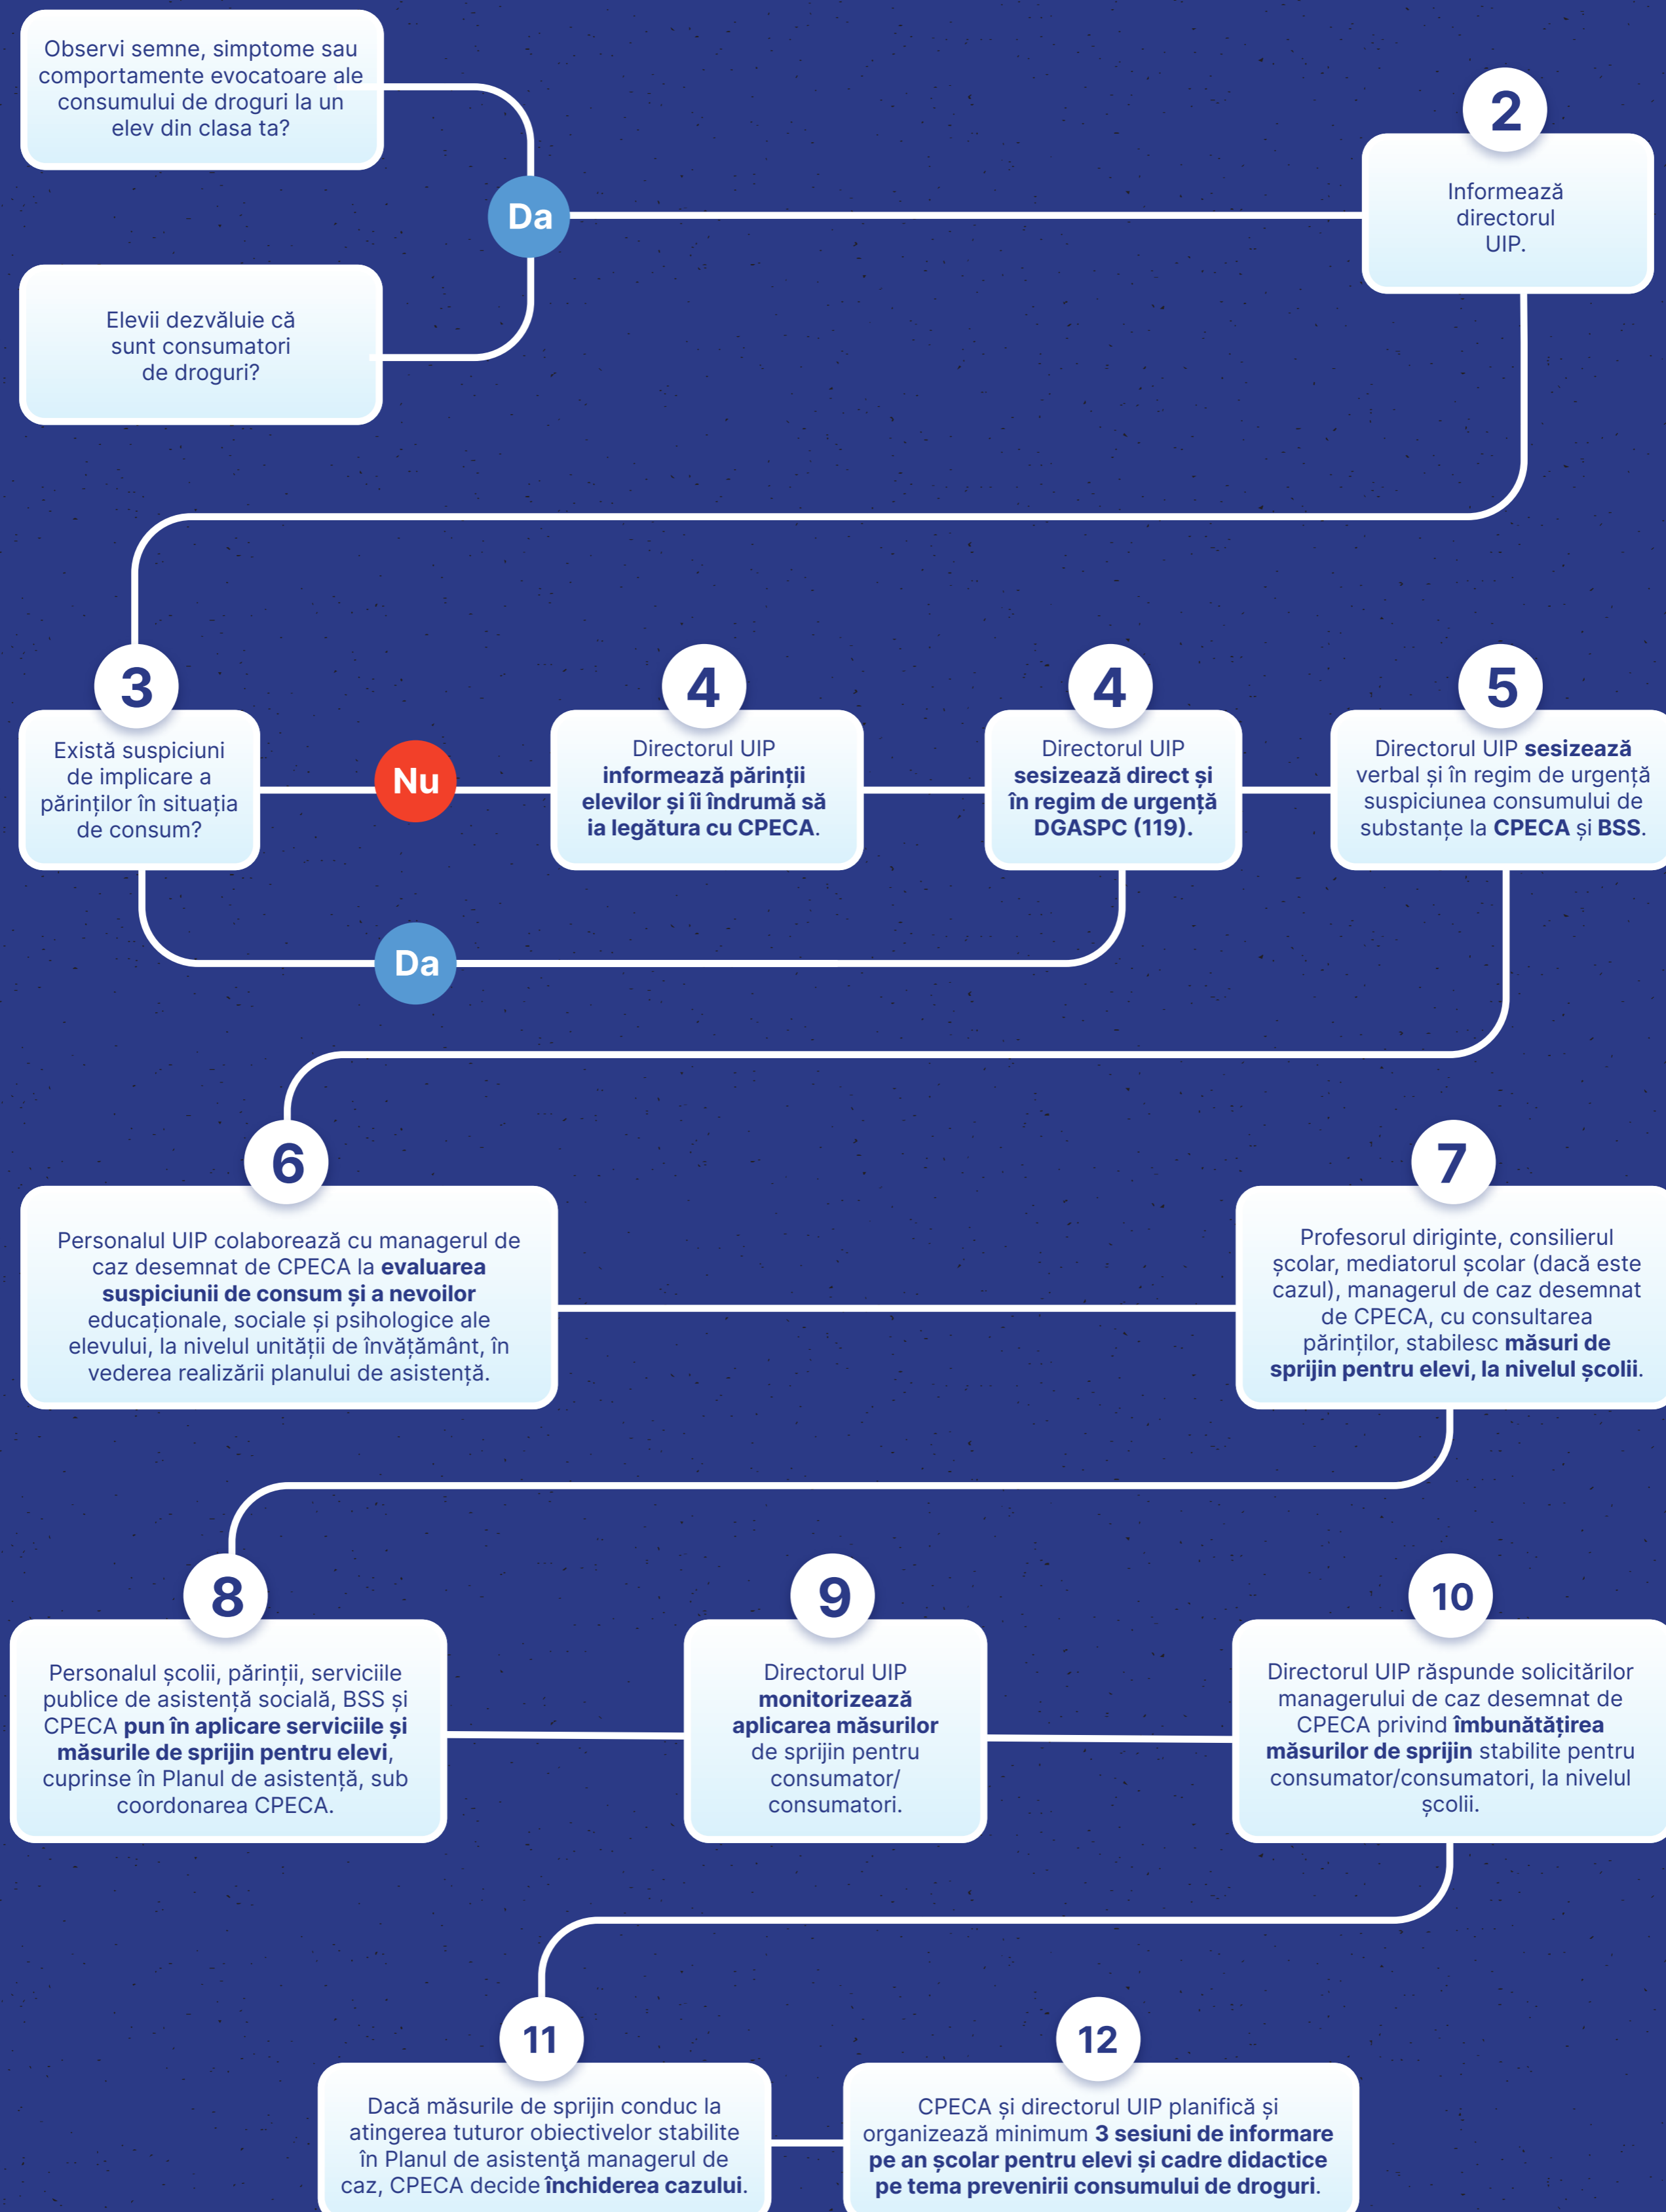 Observi semne, simptome sau
comportamente evocatoare ale
consumului de droguri la un
elev din clasa ta?
Da
2
Informează
directorul
UIP.
Elevii dezvăluie că
sunt consumatori
de droguri?
3
Există suspiciuni
de implicare a
părinților în situația
de consum?
Nu
4
Directorul UIP
informează părinții
elevilor și îi îndrumă să
ia legătura cu CPECA.
4
Directorul UIP
sesizează direct și
în regim de urgență
DGASPC (119).
5
Directorul UIP sesizează
verbal și în regim de urgență
suspiciunea consumului de
substanțe la CPECA și BSS.
Da
6
Personalul UIP colaborează cu managerul de
caz desemnat de CPECA la evaluarea
suspiciunii de consum și a nevoilor
educaționale, sociale și psihologice ale
elevului, la nivelul unității de învățământ, în
vederea realizării planului de asistență.
7
Profesorul diriginte, consilierul
școlar, mediatorul școlar (dacă este
cazul), managerul de caz desemnat
de CPECA, cu consultarea
părinților, stabilesc măsuri de
sprijin pentru elevi, la nivelul școlii.
8
Personalul școlii, părinții, serviciile
publice de asistență socială, BSS și
CPECA pun în aplicare serviciile și
măsurile de sprijin pentru elevi,
cuprinse în Planul de asistență, sub
coordonarea CPECA.
9
Directorul UIP
monitorizează
aplicarea măsurilor
de sprijin pentru
consumator/
consumatori.
10
Directorul UIP răspunde solicitărilor
managerului de caz desemnat de
CPECA privind îmbunătățirea
măsurilor de sprijin stabilite pentru
consumator/consumatori, la nivelul
școlii.
11
Dacă măsurile de sprijin conduc la
atingerea tuturor obiectivelor stabilite
în Planul de asistenţă managerul de
caz, CPECA decide închiderea cazului.
12
CPECA și directorul UIP planifică și
organizează minimum 3 sesiuni de informare
pe an școlar pentru elevi și cadre didactice
pe tema prevenirii consumului de droguri.